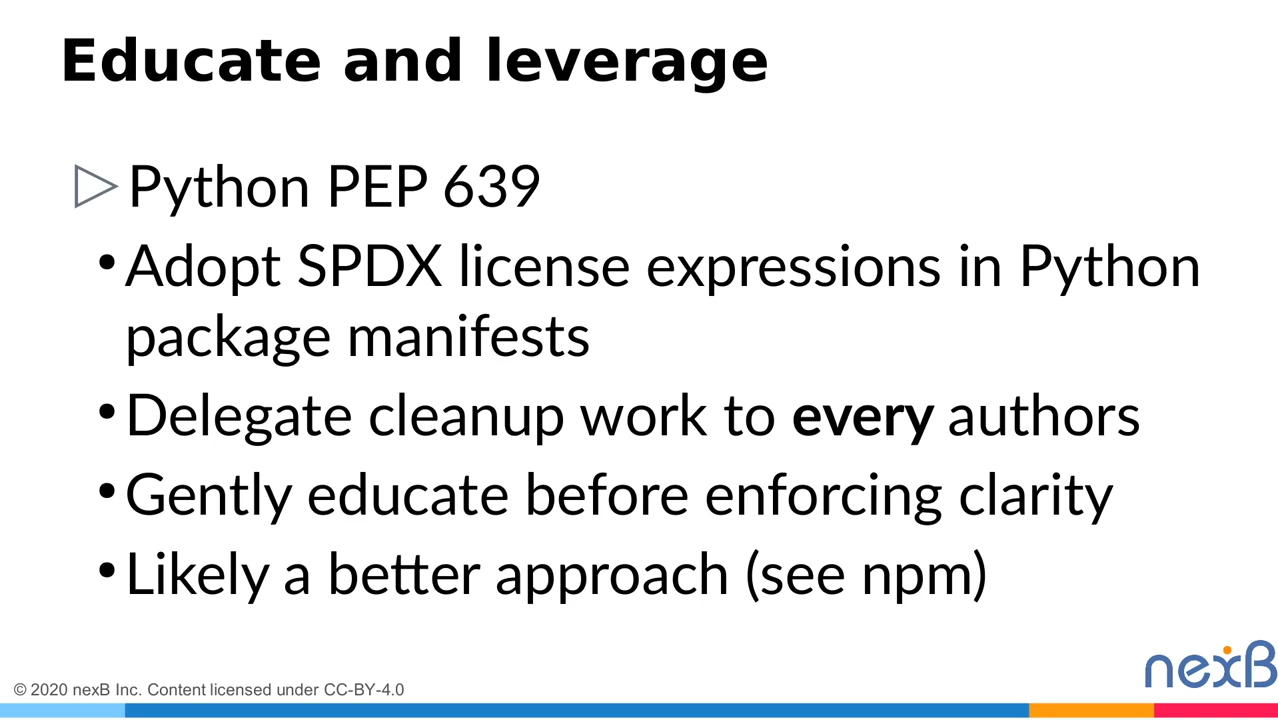 Educate and leverage
▷ Python PEP 639
• Adopt SPDX license expressions in Python
package manifests
• Delegate cleanup work to every authors
• Gently educate before enforcing clarity
• Likely a better approach (see npm)
nexB
© 2020 nexB Inc. Content licensed under CC-BY-4.0